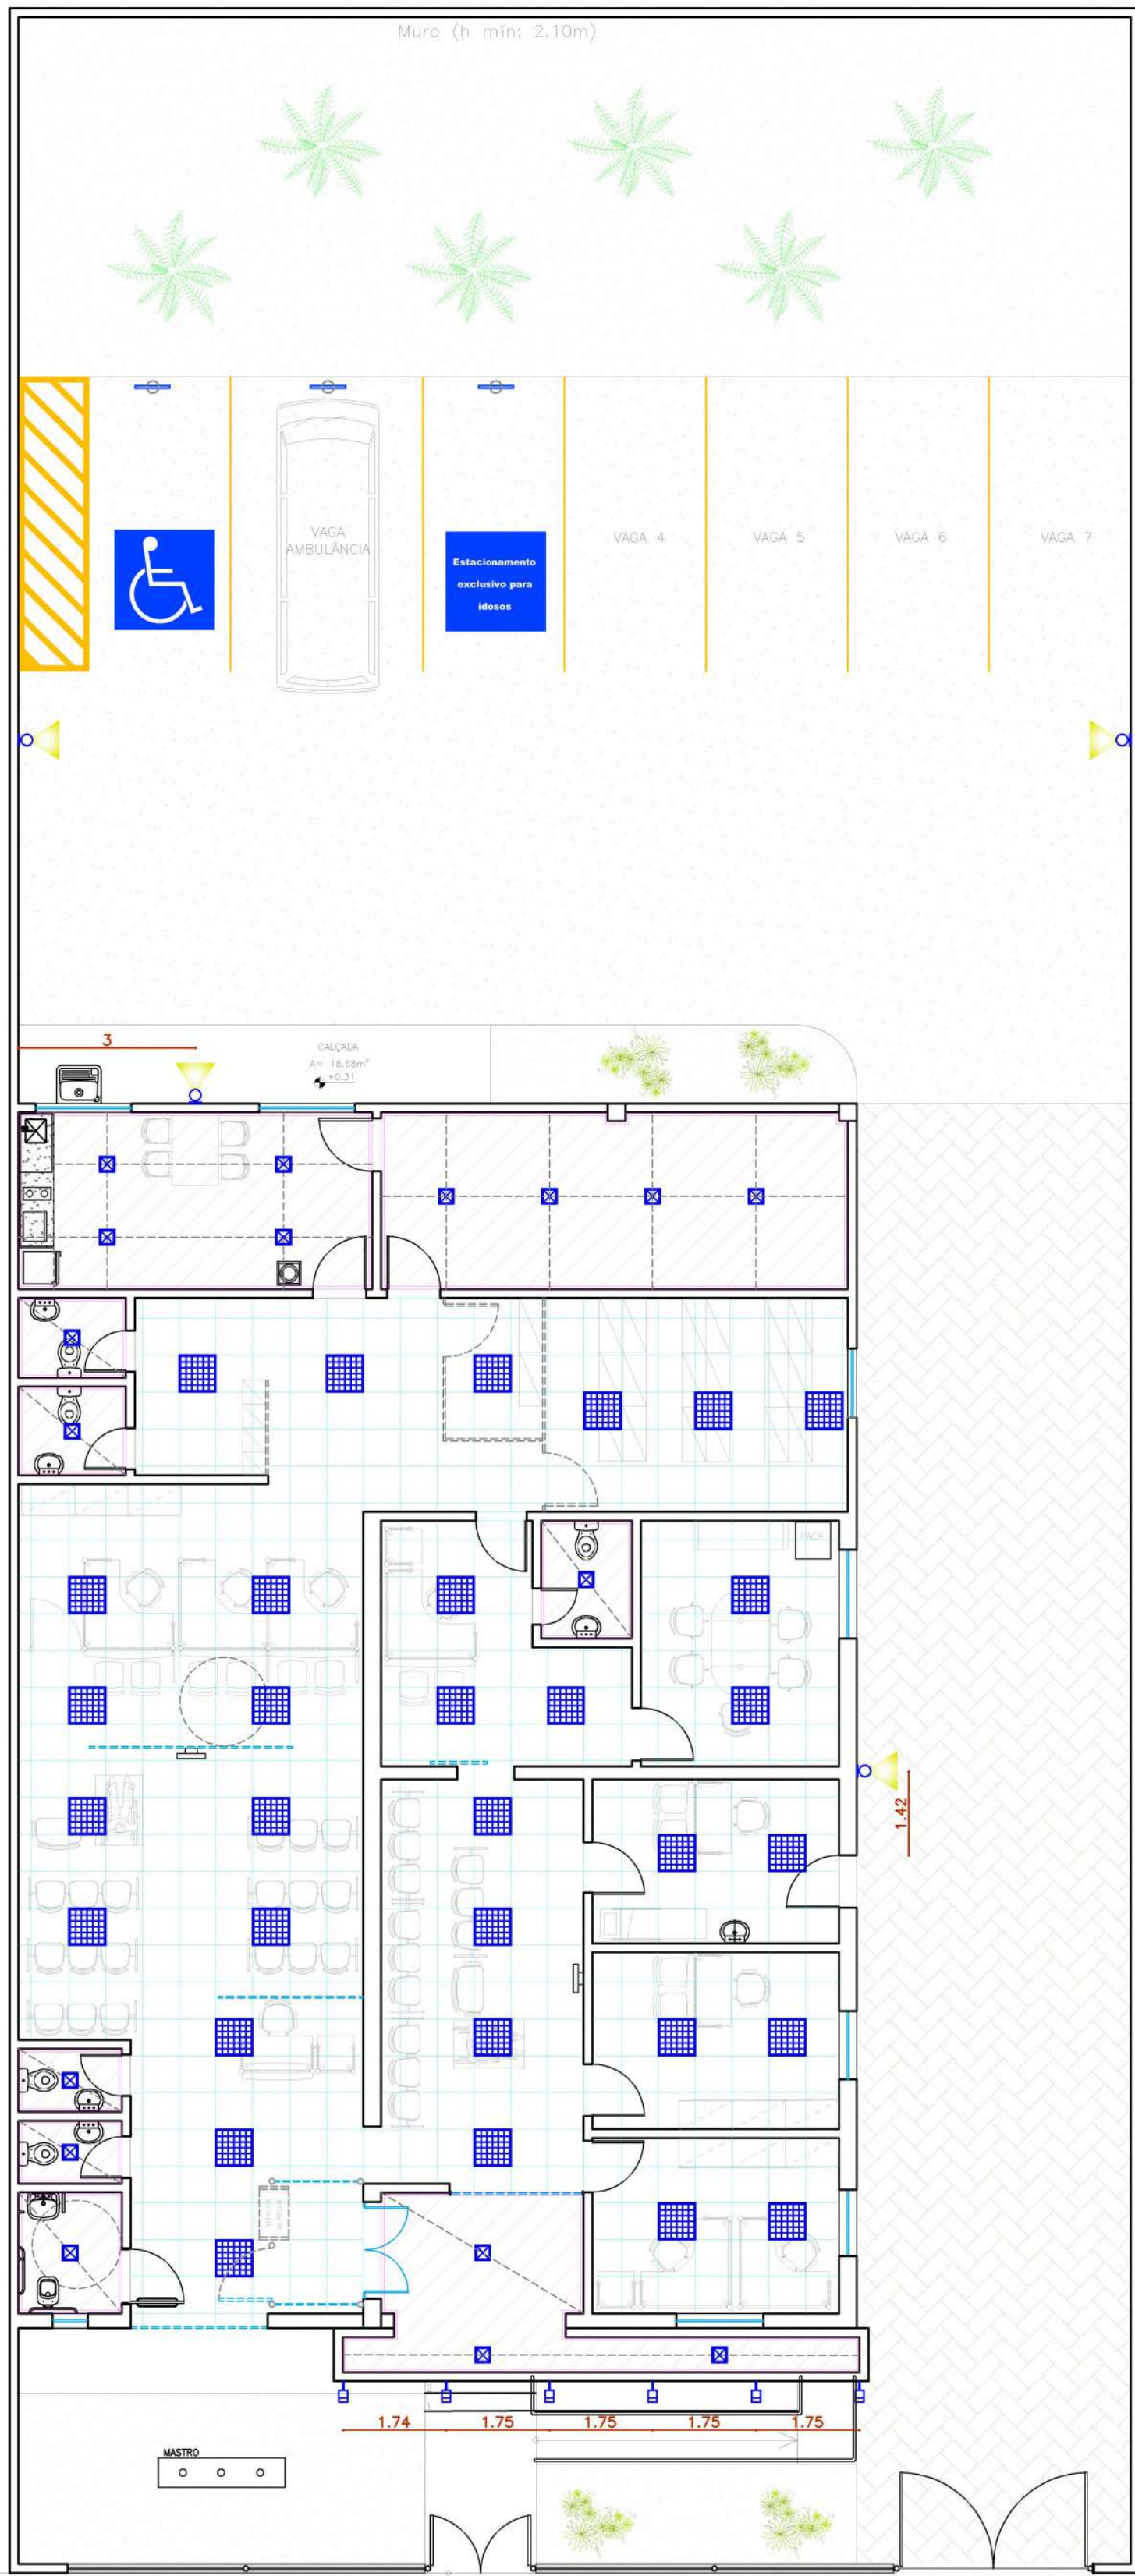 Muro (h mín: 2.10m)
VAGA
AMBULÂNCIA
Estacionamento
exclusivo para
idosos
VAGA 4
VAGA 5
VAGA 6
VAGA 7
3
CALÇADA
A= 18.68m²
+0.31
RACK
1.42
1.74
1.75
1.75
1.75
1.75
MASTRO